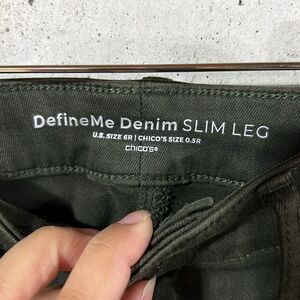 DefineMe Denim SLIM LEG
U.S. SIZE 6R | CHICO'S SIZE 0.5R
chico's®